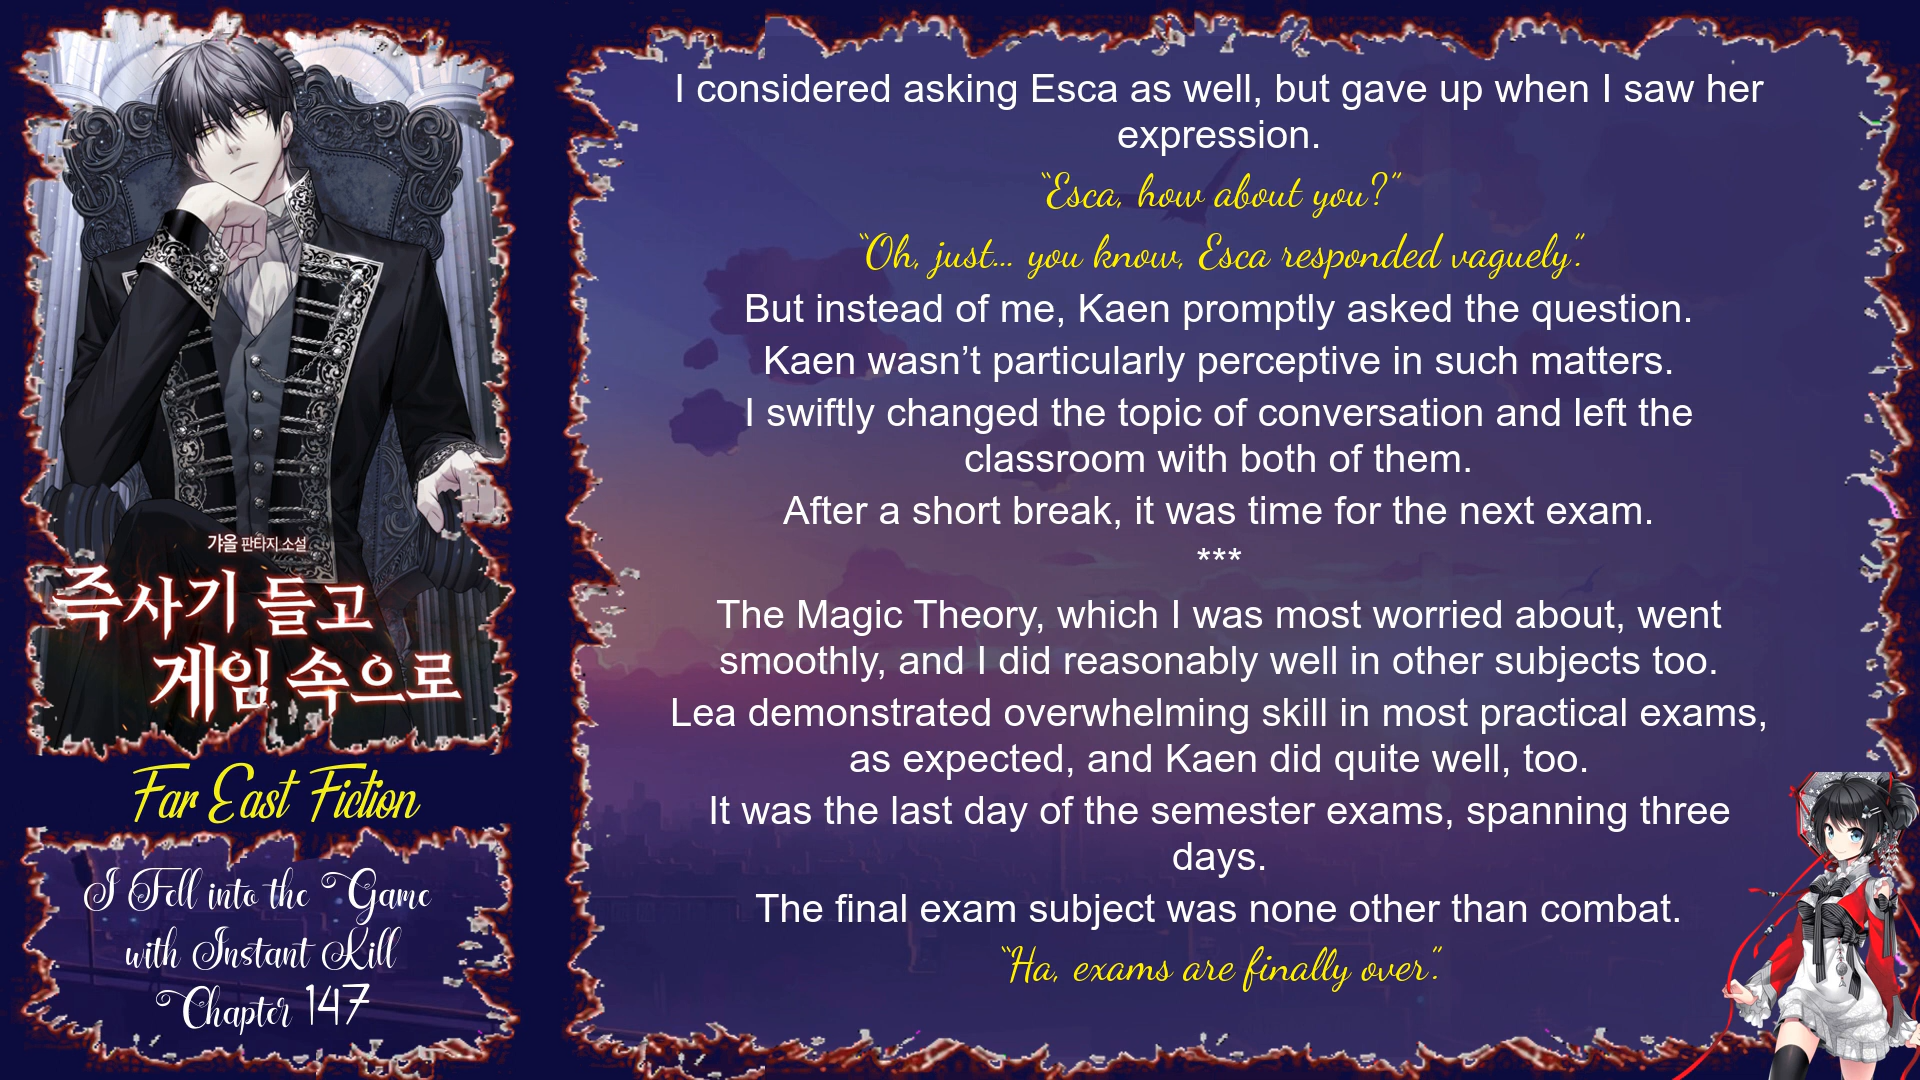 갸올 판타지 소설
즉사기 들고
게임 속으로
Far East Fiction
I Fell into the Game
with Instant Kill
Chapter 147
I considered asking Esca as well, but gave up when I saw her
expression.
“Esca, how about you?”
“Oh, just... you know, Esca responded vaguely”.
But instead of me, Kaen promptly asked the question.
Kaen wasn’t particularly perceptive in such matters.
I swiftly changed the topic of conversation and left the
classroom with both of them.
After a short break, it was time for the next exam.
***
The Magic Theory, which I was most worried about, went
smoothly, and I did reasonably well in other subjects too.
Lea demonstrated overwhelming skill in most practical exams,
as expected, and Kaen did quite well, too.
It was the last day of the semester exams, spanning three
days.
The final exam subject was none other than combat.
“Ha, exams are finally over”.